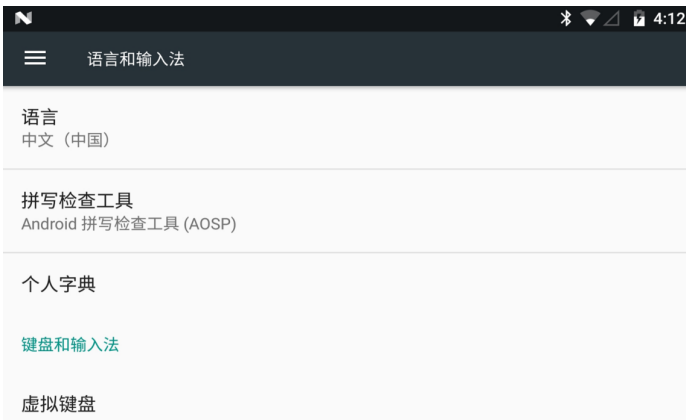 4:12
语言和输入法
语言
中文（中国）
拼写检查工具
Android 拼写检查工具 (AOSP)
个人字典
键盘和输入法
虚拟键盘